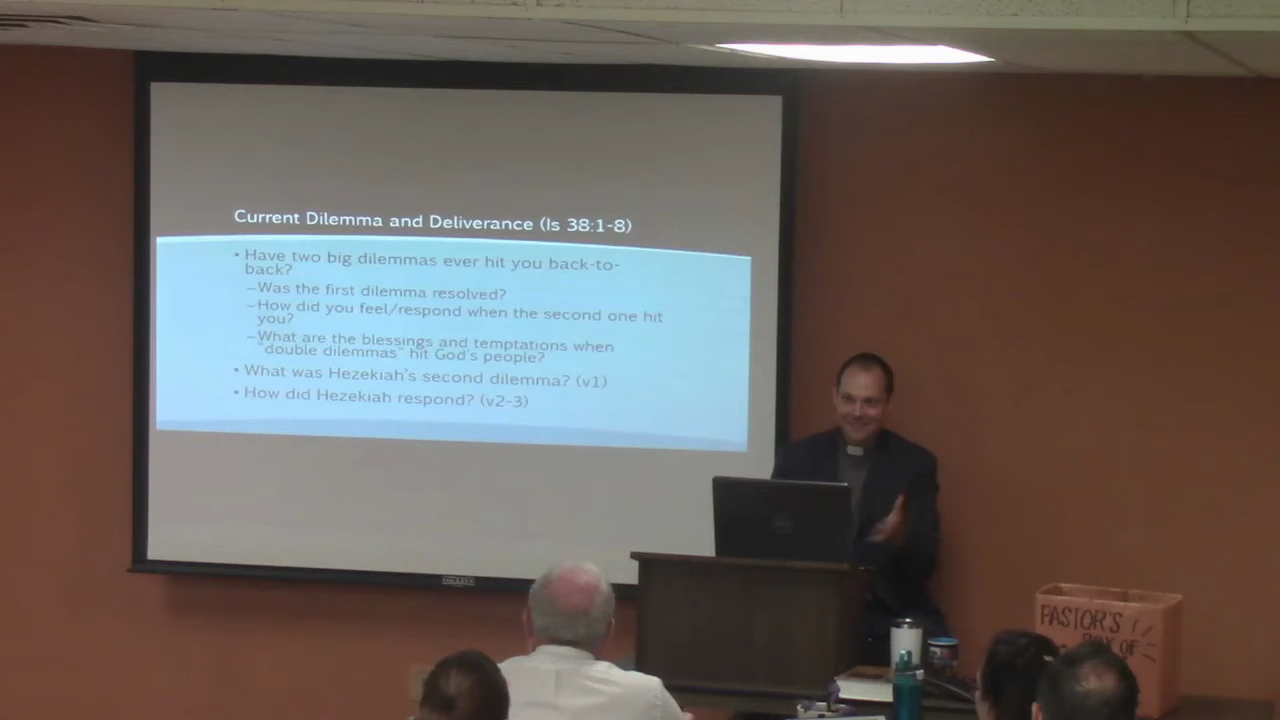 Current Dilemma and Deliverance (Is 38:1-8)
• Have two big dilemmas ever hit you back-to-
back?
–Was the first dilemma resolved?
–How did you feel/respond when the second one hit
you?
–What are the blessings and temptations when
"double dilemmas" hit God's people?
• What was Hezekiah's second dilemma? (v1)
• How did Hezekiah respond? (v2-3)
PASTOR'S
BOX OF